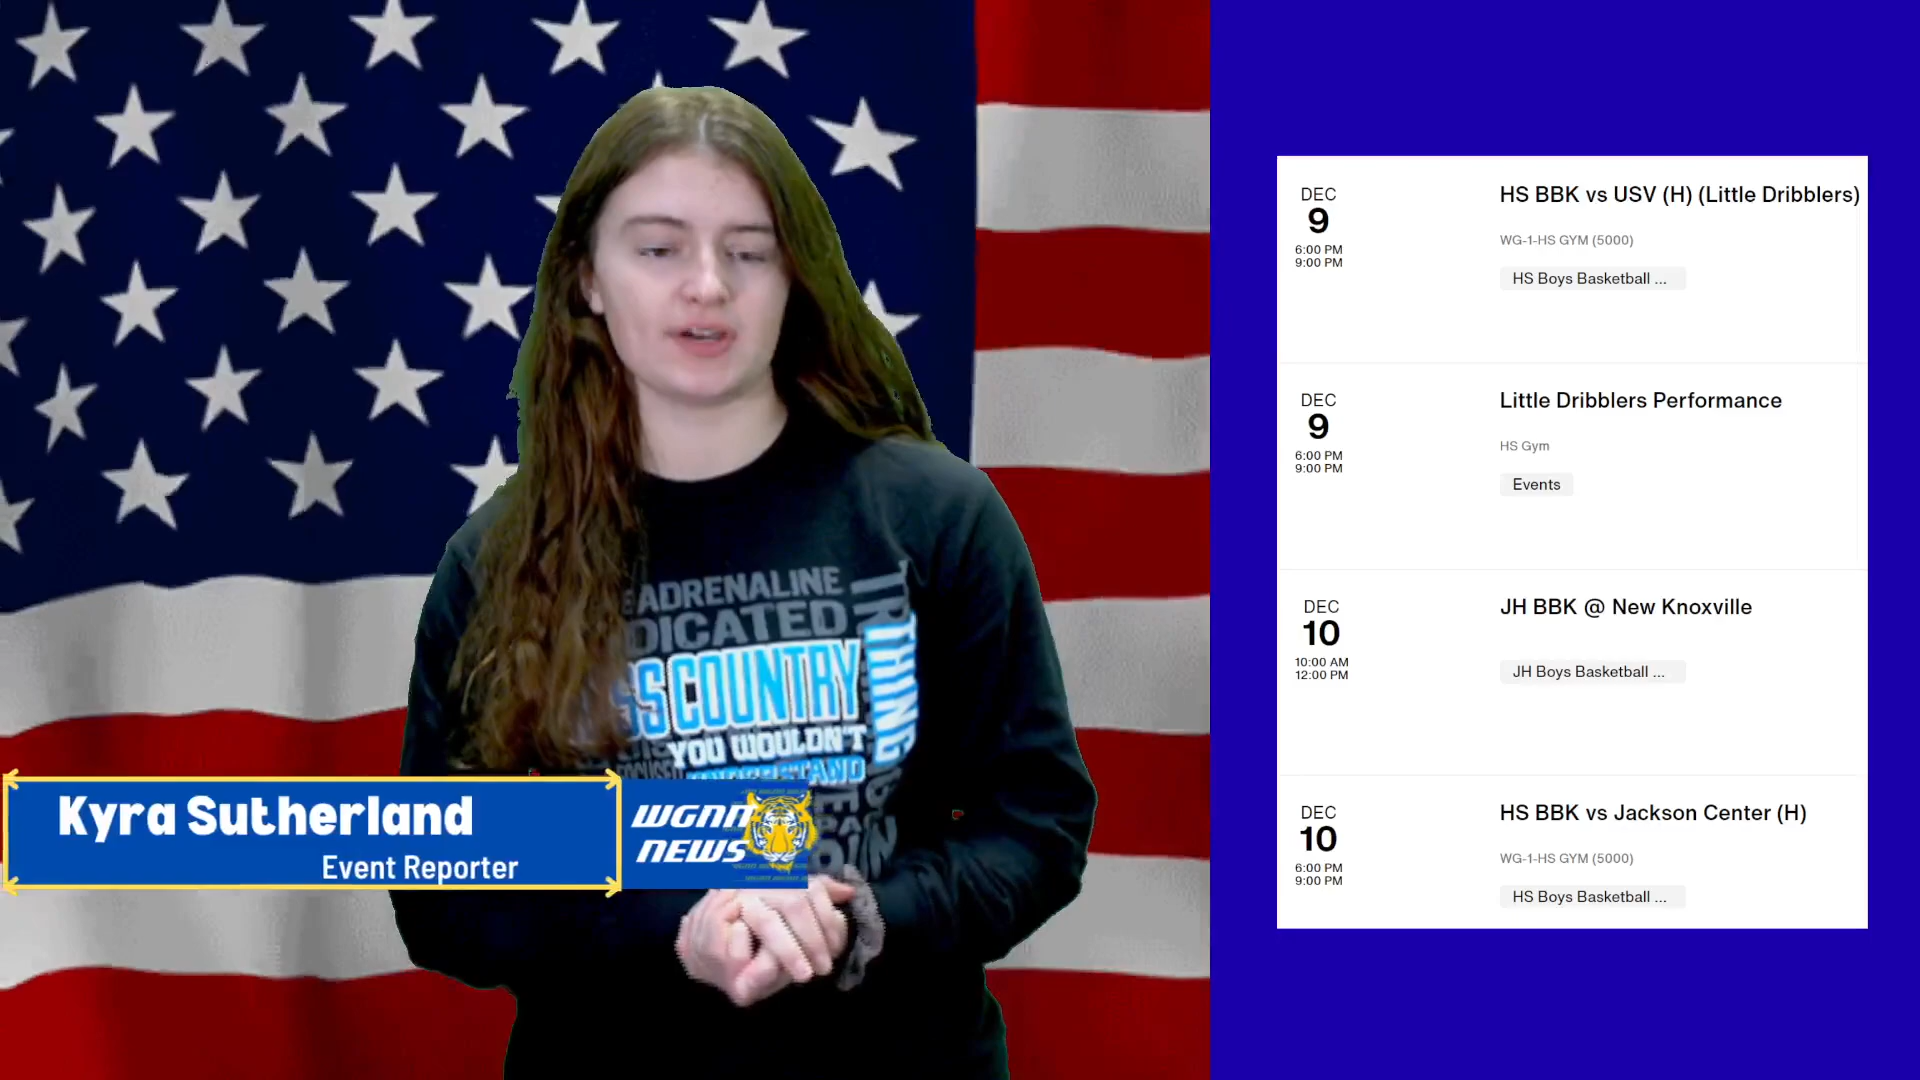 ADRENALINE
DICATED
SS COUNTRY
THING
YOU WOULDN'T
UNDERSTAND
Kyra Sutherland
Event Reporter
WGNN
NEWS
DEC
9
6:00 PM
9:00 PM
HS BBK vs USV (H) (Little Dribblers)
WG-1-HS GYM (5000)
HS Boys Basketball ...
DEC
9
6:00 PM
9:00 PM
Little Dribblers Performance
HS Gym
Events
DEC
10
10:00 AM
12:00 PM
JH BBK @ New Knoxville
JH Boys Basketball ...
DEC
10
6:00 PM
9:00 PM
HS BBK vs Jackson Center (H)
WG-1-HS GYM (5000)
HS Boys Basketball ...